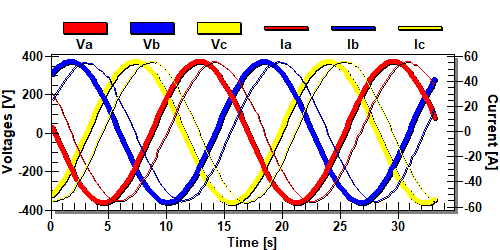 Va Vb Vc Ia Ib Ic
400 60
200 40
20
0 0
-20
-200 -40
-400 -60
Voltages [V]
Current [A]
0 5 10 15 20 25 30
Time [s]